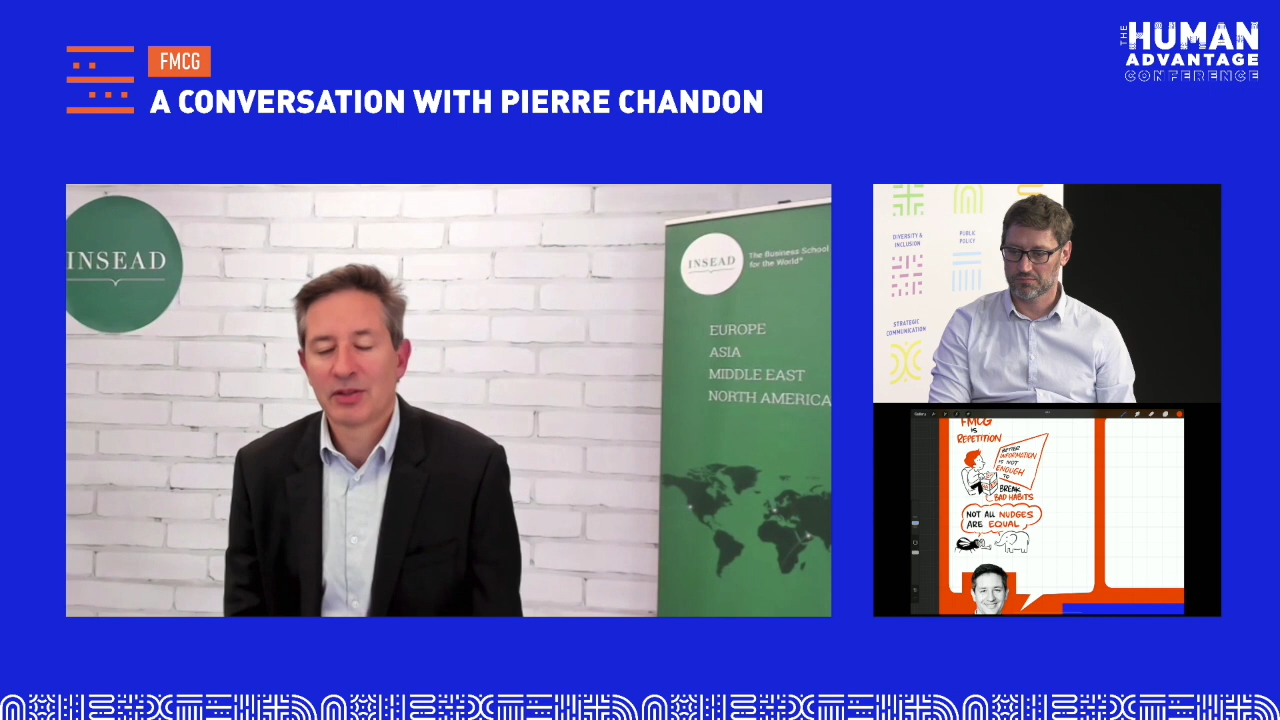 FMCG
A CONVERSATION WITH PIERRE CHANDON
THE
HUMAN
ADVANTAGE
CONFERENCE
INSEAD
INSEAD
The Business School
for the World®
EUROPE
ASIA
MIDDLE EAST
NORTH AMERICA
DIVERSITY &
INCLUSION
PUBLIC
POLICY
STRATEGIC
COMMUNICATION
Gallery
FMCG
IS
REPETITION
BETTER
INFORMATION
IS NOT
ENOUGH
TO
BREAK
BAD HABITS
NOT ALL NUDGES
ARE EQUAL